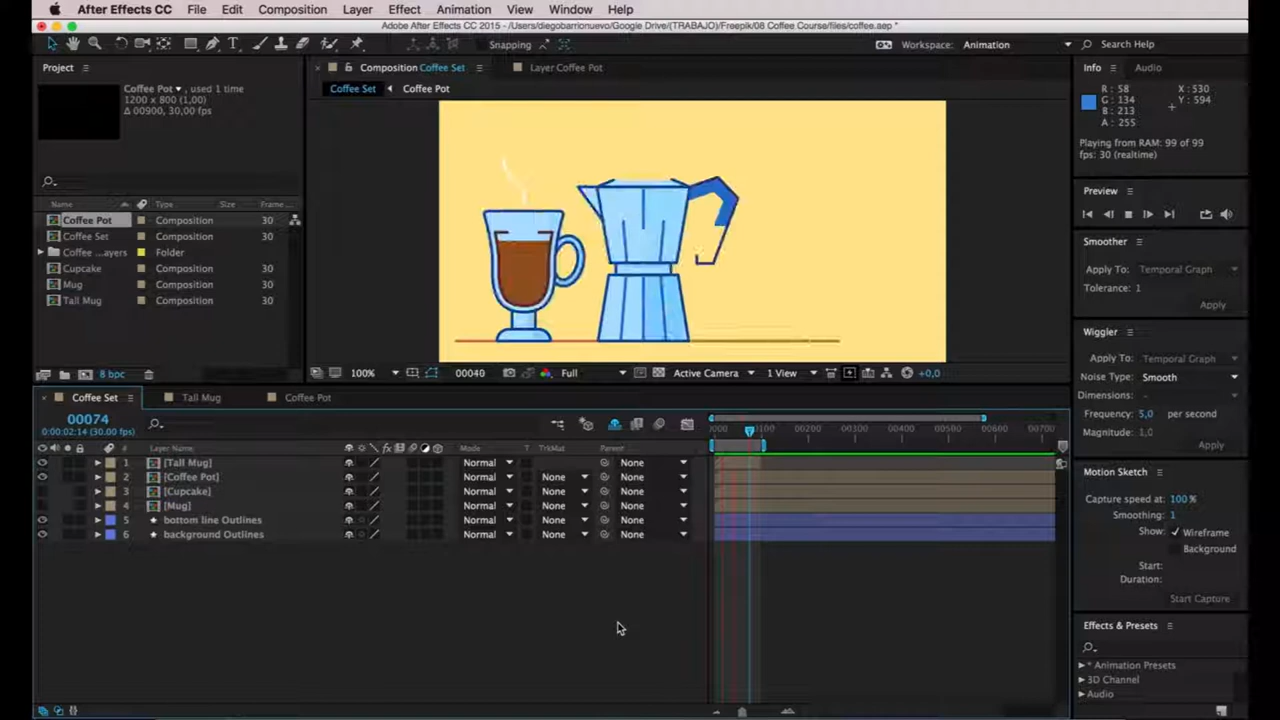 After Effects CC File Edit Composition Layer Effect Animation View Window Help
Adobe After Effects CC 2015 - /Users/diegobarrionuevo/Google Drive/(TRABAJO)/Freepik/08 Coffee Course/files/coffee.aep *
Snapping
Workspace: Animation
Search Help
Project
Coffee Pot , used 1 time
1200 x 800 (1,00)
Δ 00900, 30,00 fps
Name Type Size Frame...
Coffee Pot Composition 30
Coffee Set Composition 30
Coffee ...ayers Folder
Cupcake Composition 30
Mug Composition 30
Tall Mug Composition 30
8 bpc
Composition Coffee Set
Layer Coffee Pot
Coffee Set Coffee Pot
100% 00040 Full Active Camera 1 View +0,0
Info Audio
R : 58 X : 530
G : 134 Y : 594
B : 213
A : 255
Playing from RAM: 99 of 99
fps: 30 (realtime)
Preview
Smoother
Apply To: Temporal Graph
Tolerance: 1
Apply
Wiggler
Apply To: Temporal Graph
Noise Type: Smooth
Dimensions: -
Frequency: 5,0 per second
Magnitude: 1,0
Apply
Motion Sketch
Capture speed at: 100 %
Smoothing: 1
Show: Wireframe
Background
Start:
Duration:
Start Capture
Effects & Presets
* Animation Presets
3D Channel
Audio
Coffee Set Tall Mug Coffee Pot
00074
0:00:02:14 (30.00 fps)
0000 00100 00200 00300 00400 00500 00600 00700
# Layer Name Mode T TrkMat Parent
1 [Tall Mug] Normal None
2 [Coffee Pot] Normal None None
3 [Cupcake] Normal None None
4 [Mug] Normal None None
5 bottom line Outlines Normal None None
6 background Outlines Normal None None